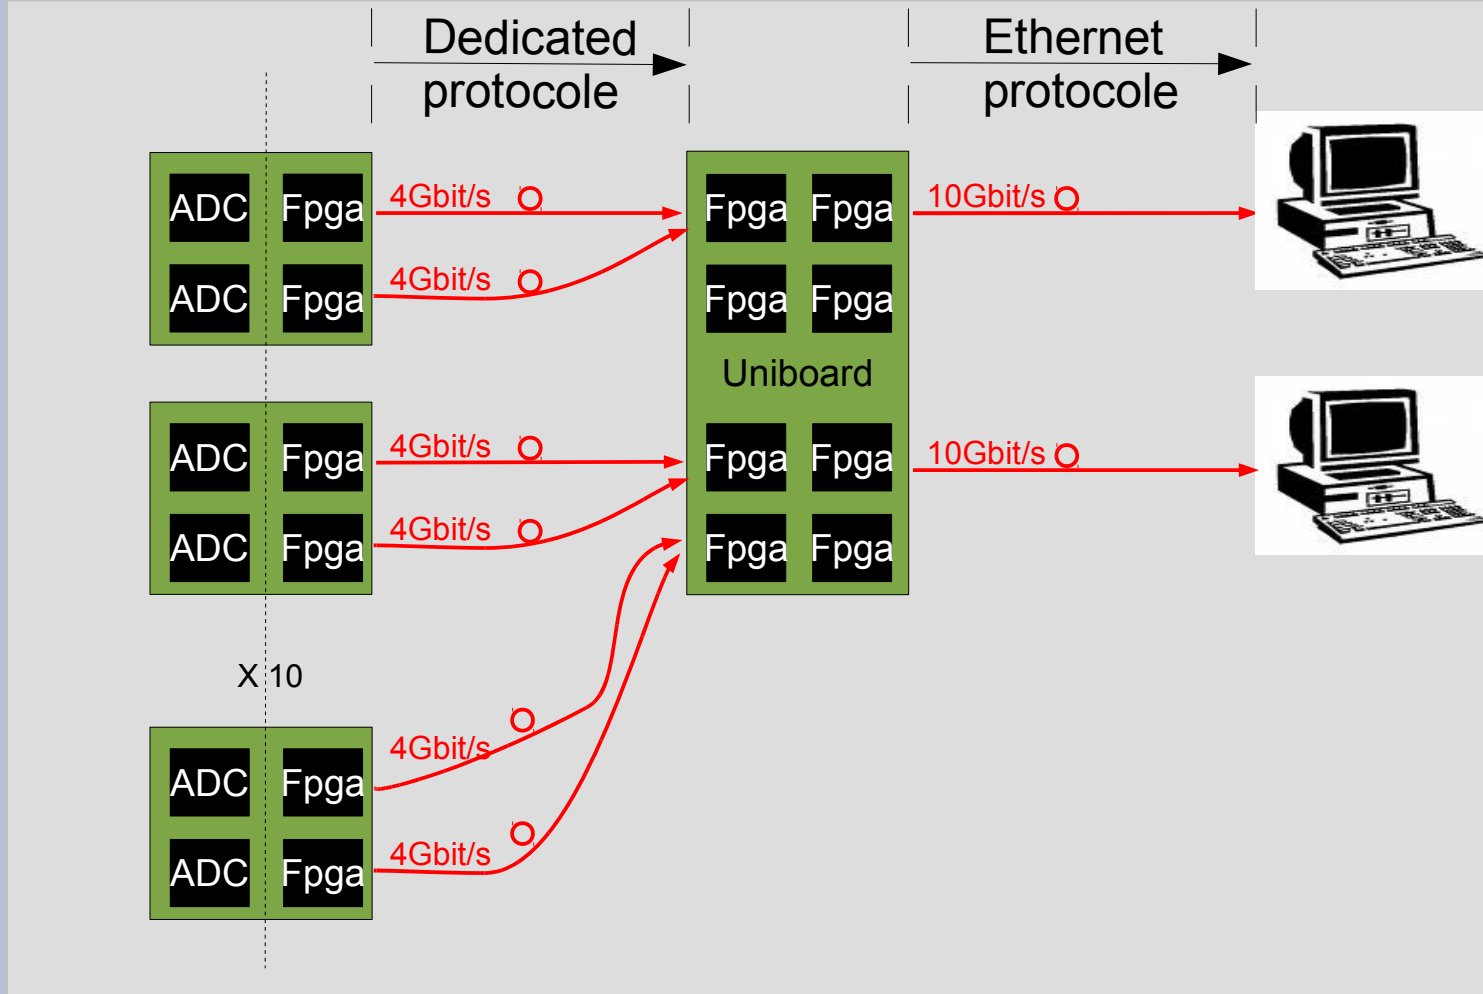 Dedicated
protocole
Ethernet
protocole
ADC Fpga 4Gbit/s
ADC Fpga 4Gbit/s
Fpga Fpga 10Gbit/s
Fpga Fpga
Uniboard
ADC Fpga 4Gbit/s
ADC Fpga 4Gbit/s
Fpga Fpga 10Gbit/s
Fpga Fpga
X 10
ADC Fpga 4Gbit/s
ADC Fpga 4Gbit/s